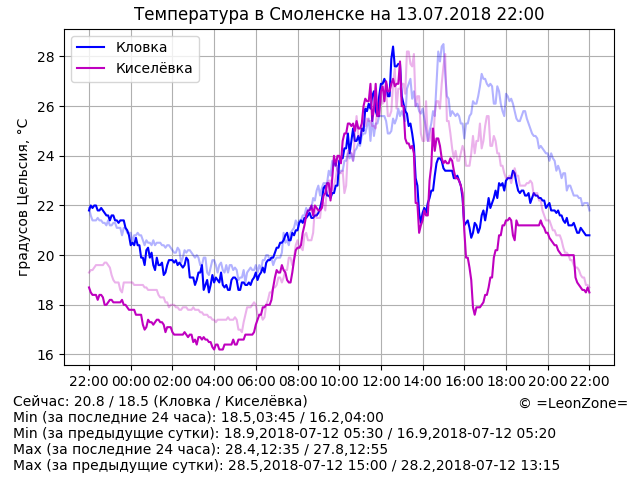 Температура в Смоленске на 13.07.2018 22:00
Кловка
Киселёвка
градусов Цельсия, °C
28
26
24
22
20
18
16
22:00 00:00 02:00 04:00 06:00 08:00 10:00 12:00 14:00 16:00 18:00 20:00 22:00
Сейчас: 20.8 / 18.5 (Кловка / Киселёвка)
© =LeonZone=
Min (за последние 24 часа): 18.5,03:45 / 16.2,04:00
Min (за предыдущие сутки): 18.9,2018-07-12 05:30 / 16.9,2018-07-12 05:20
Max (за последние 24 часа): 28.4,12:35 / 27.8,12:55
Max (за предыдущие сутки): 28.5,2018-07-12 15:00 / 28.2,2018-07-12 13:15